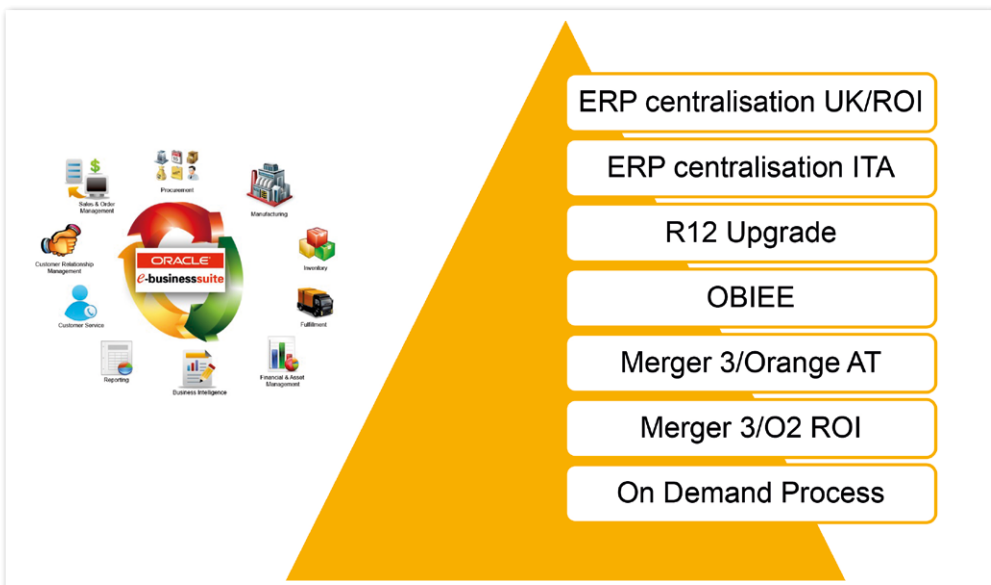 Sales & Order
Management
Procurement
Manufacturing
Customer Relationship
Management
ORACLE'
e-businesssuite
Inventory
Customer Service
Fulfillment
Reporting
Business Intelligence
Financial & Asset
Management
ERP centralisation UK/ROI
ERP centralisation ITA
R12 Upgrade
OBIEE
Merger 3/Orange AT
Merger 3/O2 ROI
On Demand Process